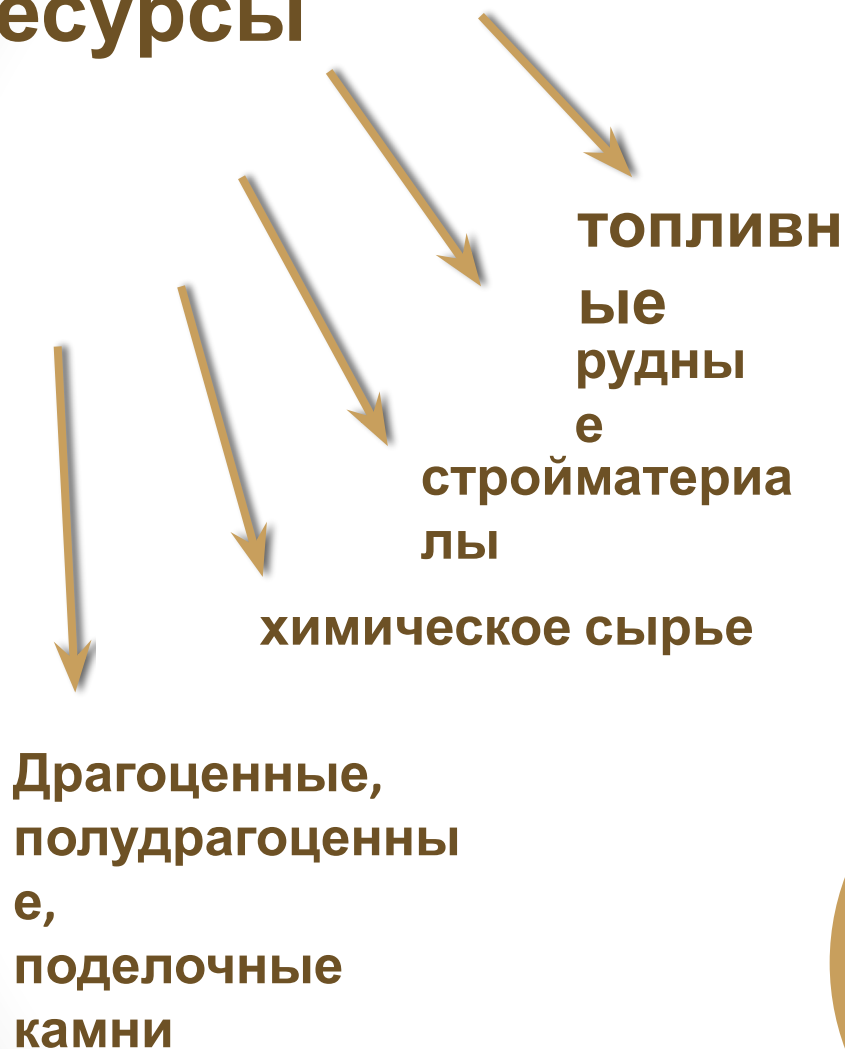 есурсы
топливн
ые
рудны
е
стройматериа
лы
химическое сырье
Драгоценные,
полудрагоценны
е,
поделочные
камни